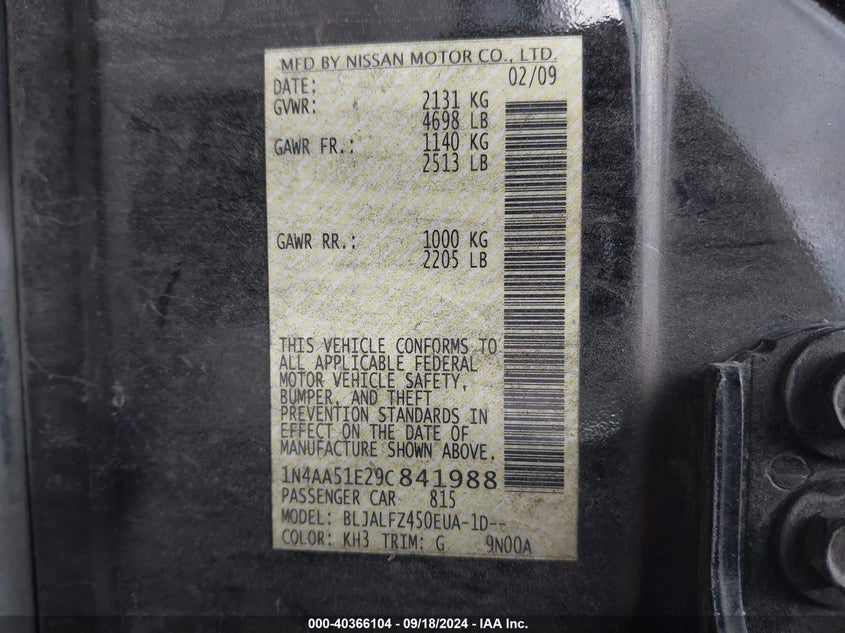 MFD BY NISSAN MOTOR CO., LTD.
DATE: 02/09
GVWR: 2131 KG
4698 LB
GAWR FR.: 1140 KG
2513 LB
GAWR RR.: 1000 KG
2205 LB
THIS VEHICLE CONFORMS TO
ALL APPLICABLE FEDERAL
MOTOR VEHICLE SAFETY,
BUMPER, AND THEFT
PREVENTION STANDARDS IN
EFFECT ON THE DATE OF
MANUFACTURE SHOWN ABOVE.
1N4AA51E29C841988
PASSENGER CAR 815
MODEL: BLJALFZ450EUA-1D--
COLOR: KH3 TRIM: G 9N00A
000-40366104 - 09/18/2024 - IAA Inc.